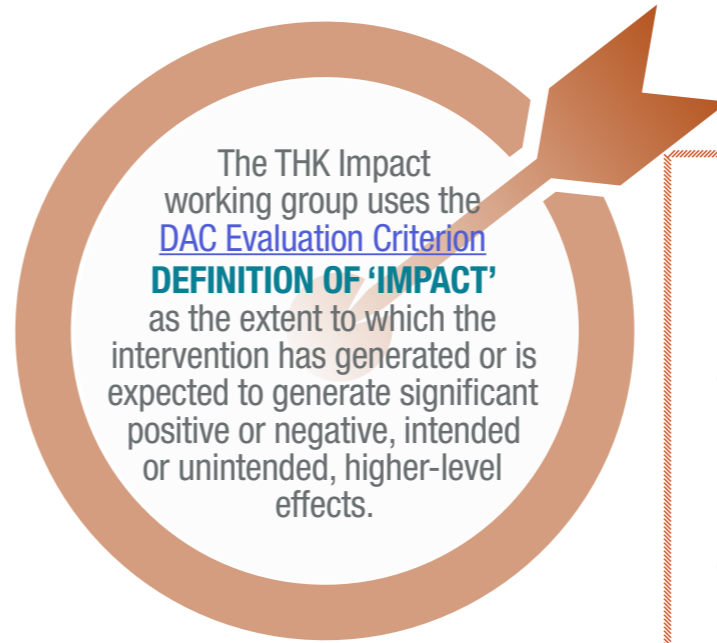 The THK Impact
working group uses the
DAC Evaluation Criterion
DEFINITION OF ‘IMPACT’
as the extent to which the
intervention has generated or is
expected to generate significant
positive or negative, intended
or unintended, higher-level
effects.